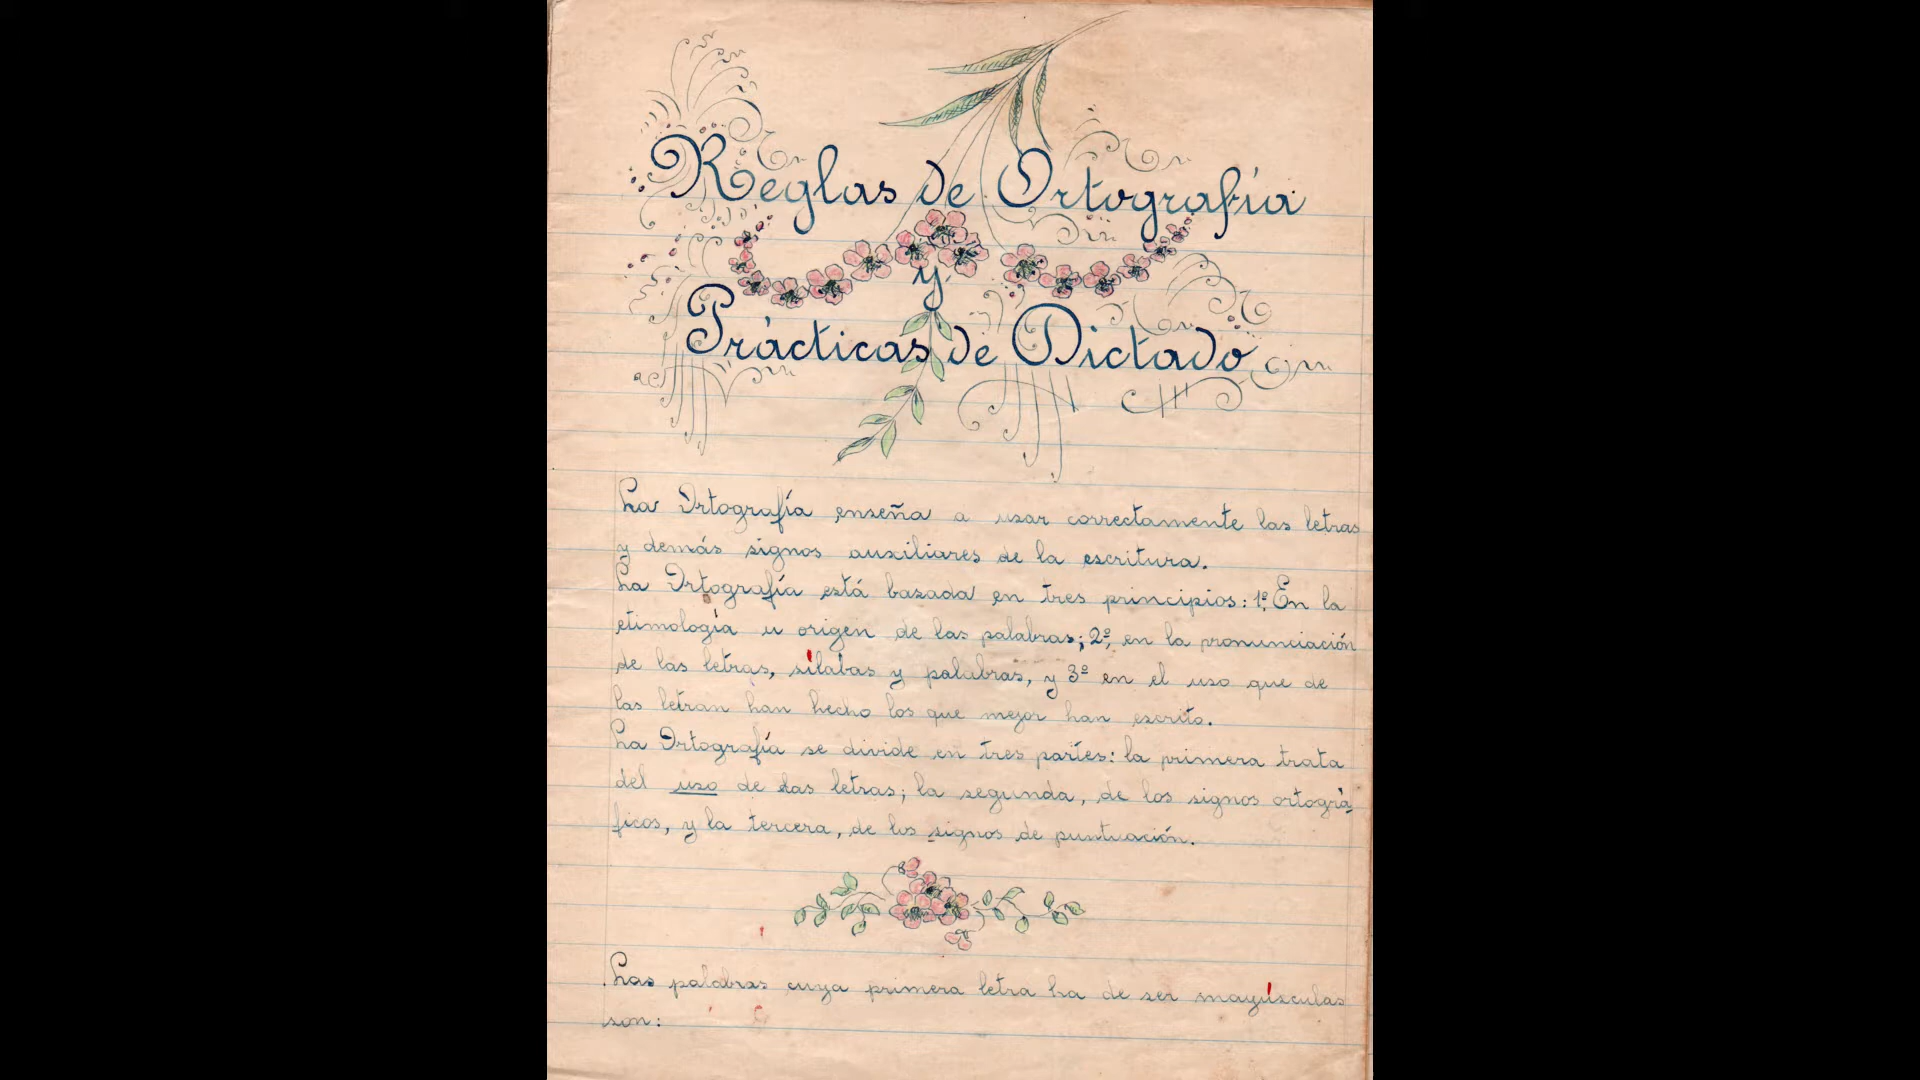 Reglas de Ortografía
y
Prácticas de Dictado
La Ortografía enseña a usar correctamente las letras
y demás signos auxiliares de la escritura.
La Ortografía está basada en tres principios: 1º En la
etimología u origen de las palabras; 2º, en la pronunciación
de las letras, sílabas y palabras, y 3º en el uso que de
las letran han hecho los que mejor han escrito.
La Ortografía se divide en tres partes: la primera trata
del uso de las letras; la segunda, de los signos ortográ-
ficos, y la tercera, de los signos de puntuación.
Las palabras cuya primera letra ha de ser mayúsculas
son: